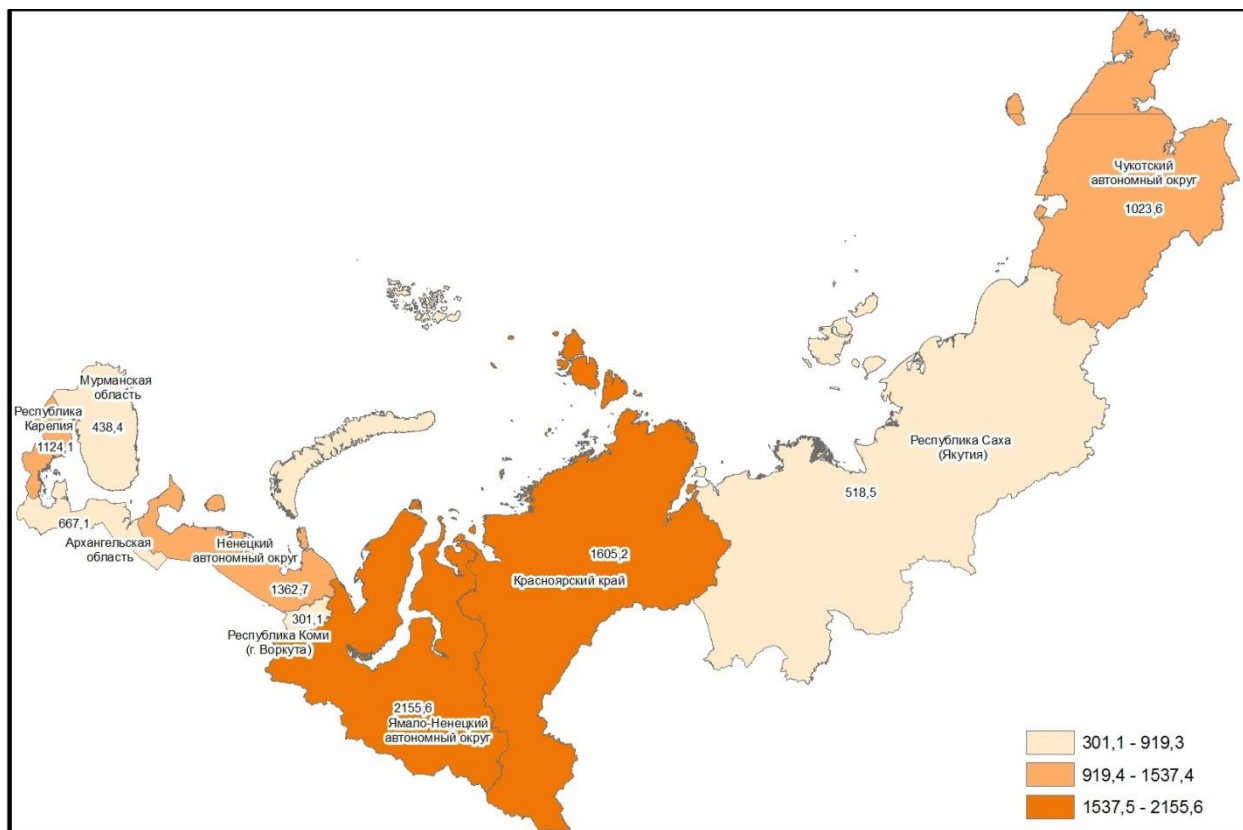 Чукотский
автономный округ
1023,6
Мурманская
область
438,4
Республика
Карелия
1124,1
Республика Саха
(Якутия)
518,5
667,1
Архангельская
область
Ненецкий
автономный округ
1362,7
1605,2
Красноярский край
301,1
Республика Коми
(г. Воркута)
2155,6
Ямало-Ненецкий
автономный округ
301,1 - 919,3
919,4 - 1537,4
1537,5 - 2155,6